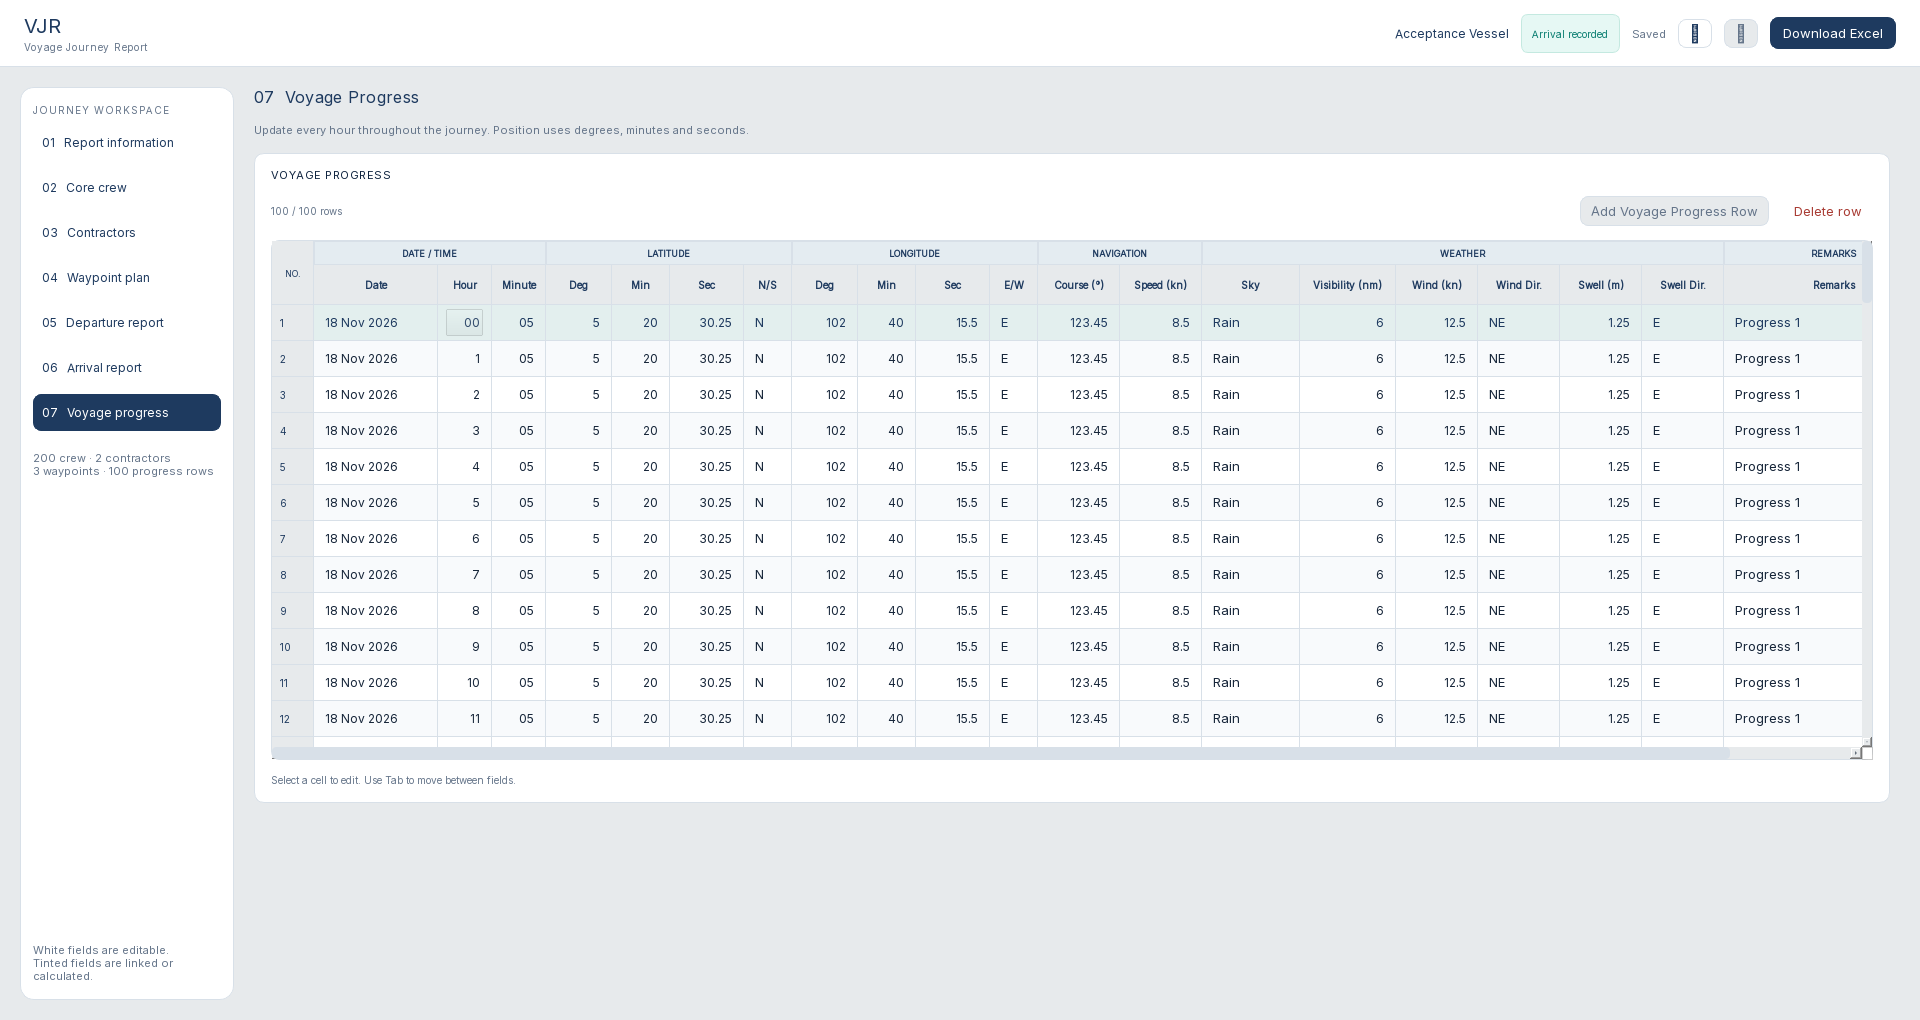 VJR
Voyage Journey Report
Acceptance Vessel
Arrival recorded
Saved
Download Excel
JOURNEY WORKSPACE
01 Report information
02 Core crew
03 Contractors
04 Waypoint plan
05 Departure report
06 Arrival report
07 Voyage progress
200 crew · 2 contractors
3 waypoints · 100 progress rows
White fields are editable.
Tinted fields are linked or
calculated.
07 Voyage Progress
Update every hour throughout the journey. Position uses degrees, minutes and seconds.
VOYAGE PROGRESS
100 / 100 rows
Add Voyage Progress Row
Delete row
NO. DATE / TIME LATITUDE LONGITUDE NAVIGATION WEATHER REMARKS
Date Hour Minute Deg Min Sec N/S Deg Min Sec E/W Course (°) Speed (kn) Sky Visibility (nm) Wind (kn) Wind Dir. Swell (m) Swell Dir. Remarks
1 18 Nov 2026 00 05 5 20 30.25 N 102 40 15.5 E 123.45 8.5 Rain 6 12.5 NE 1.25 E Progress 1
2 18 Nov 2026 1 05 5 20 30.25 N 102 40 15.5 E 123.45 8.5 Rain 6 12.5 NE 1.25 E Progress 1
3 18 Nov 2026 2 05 5 20 30.25 N 102 40 15.5 E 123.45 8.5 Rain 6 12.5 NE 1.25 E Progress 1
4 18 Nov 2026 3 05 5 20 30.25 N 102 40 15.5 E 123.45 8.5 Rain 6 12.5 NE 1.25 E Progress 1
5 18 Nov 2026 4 05 5 20 30.25 N 102 40 15.5 E 123.45 8.5 Rain 6 12.5 NE 1.25 E Progress 1
6 18 Nov 2026 5 05 5 20 30.25 N 102 40 15.5 E 123.45 8.5 Rain 6 12.5 NE 1.25 E Progress 1
7 18 Nov 2026 6 05 5 20 30.25 N 102 40 15.5 E 123.45 8.5 Rain 6 12.5 NE 1.25 E Progress 1
8 18 Nov 2026 7 05 5 20 30.25 N 102 40 15.5 E 123.45 8.5 Rain 6 12.5 NE 1.25 E Progress 1
9 18 Nov 2026 8 05 5 20 30.25 N 102 40 15.5 E 123.45 8.5 Rain 6 12.5 NE 1.25 E Progress 1
10 18 Nov 2026 9 05 5 20 30.25 N 102 40 15.5 E 123.45 8.5 Rain 6 12.5 NE 1.25 E Progress 1
11 18 Nov 2026 10 05 5 20 30.25 N 102 40 15.5 E 123.45 8.5 Rain 6 12.5 NE 1.25 E Progress 1
12 18 Nov 2026 11 05 5 20 30.25 N 102 40 15.5 E 123.45 8.5 Rain 6 12.5 NE 1.25 E Progress 1
Select a cell to edit. Use Tab to move between fields.